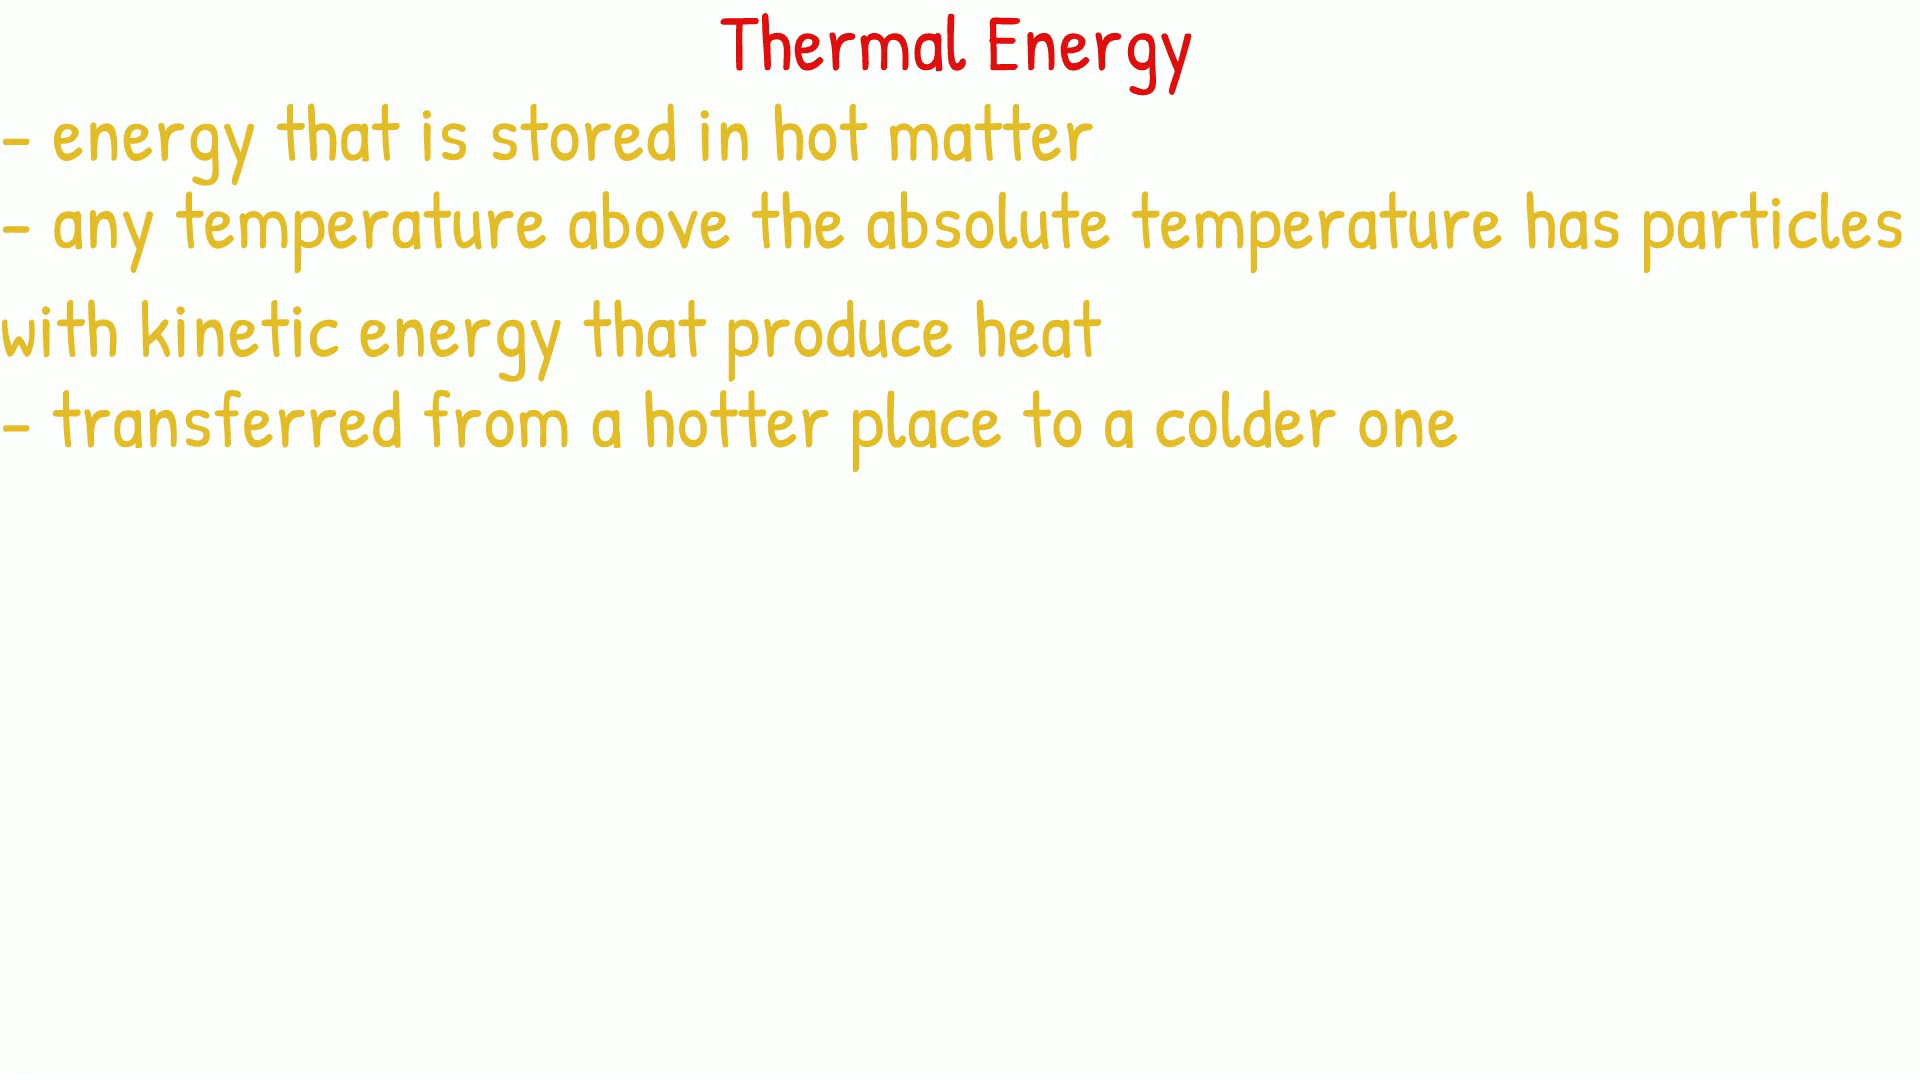 Thermal Energy
- energy that is stored in hot matter
- any temperature above the absolute temperature has particles
with kinetic energy that produce heat
- transferred from a hotter place to a colder one